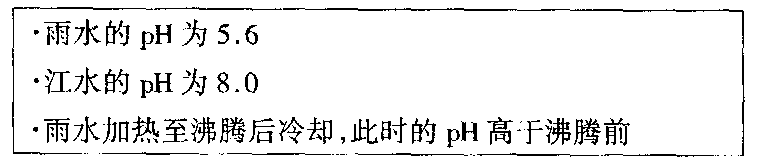 ·雨水的 pH 为 5.6
·江水的 pH 为 8.0
·雨水加热至沸腾后冷却,此时的 pH 高于沸腾前